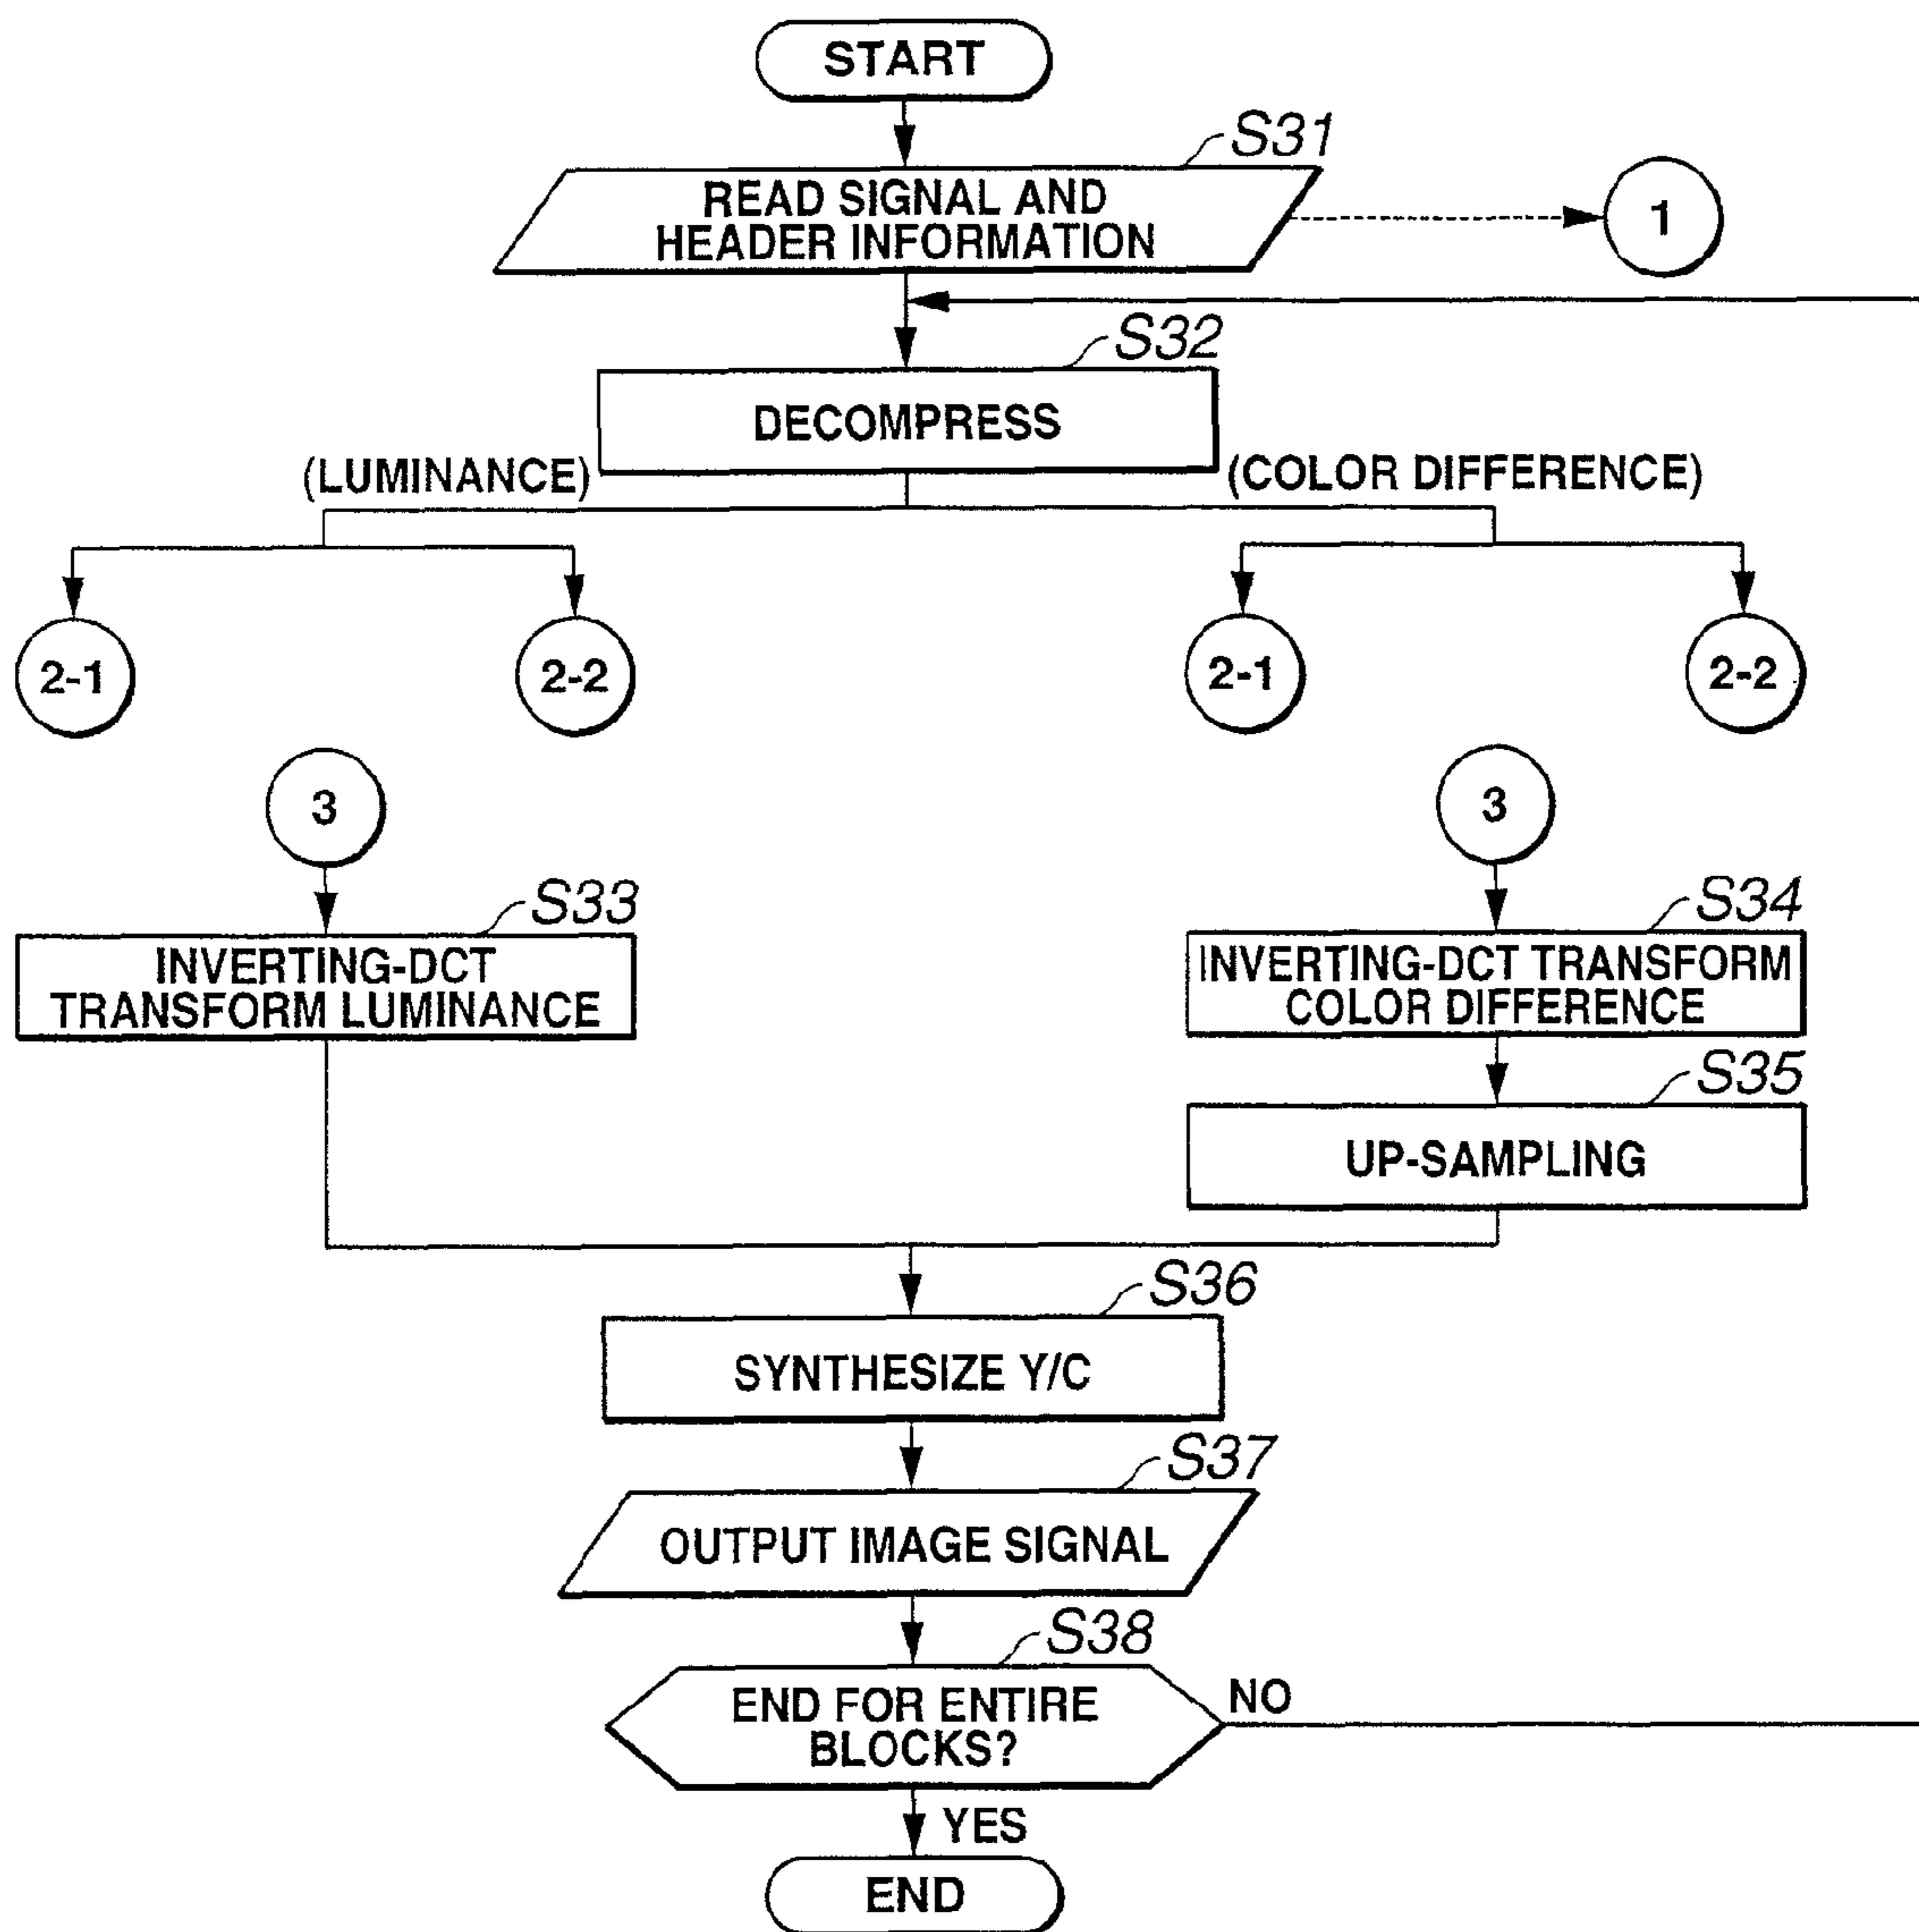 START
S31
READ SIGNAL AND
HEADER INFORMATION
1
S32
DECOMPRESS
(LUMINANCE)
(COLOR DIFFERENCE)
2-1
2-2
2-1
2-2
3
3
S33
INVERTING-DCT
TRANSFORM LUMINANCE
S34
INVERTING-DCT TRANSFORM
COLOR DIFFERENCE
S35
UP-SAMPLING
S36
SYNTHESIZE Y/C
S37
OUTPUT IMAGE SIGNAL
S38
END FOR ENTIRE
BLOCKS?
NO
YES
END